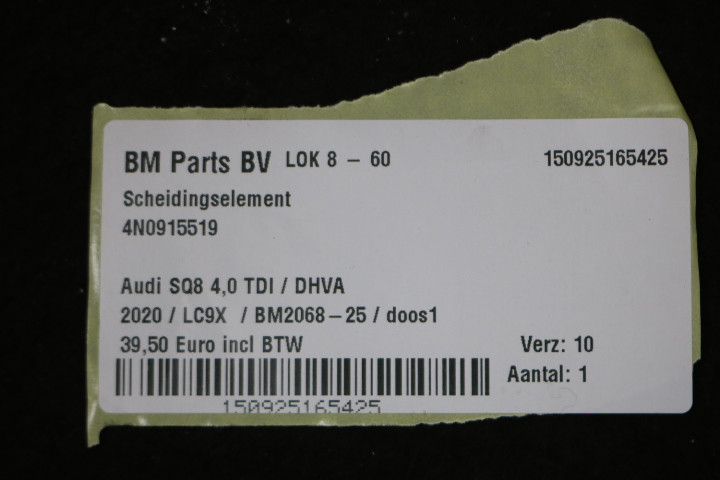 BM Parts BV LOK 8 – 60 150925165425
Scheidingselement
4N0915519
Audi SQ8 4,0 TDI / DHVA
2020 / LC9X / BM2068–25 / doos1
39,50 Euro incl BTW Verz: 10
Aantal: 1
150925165425